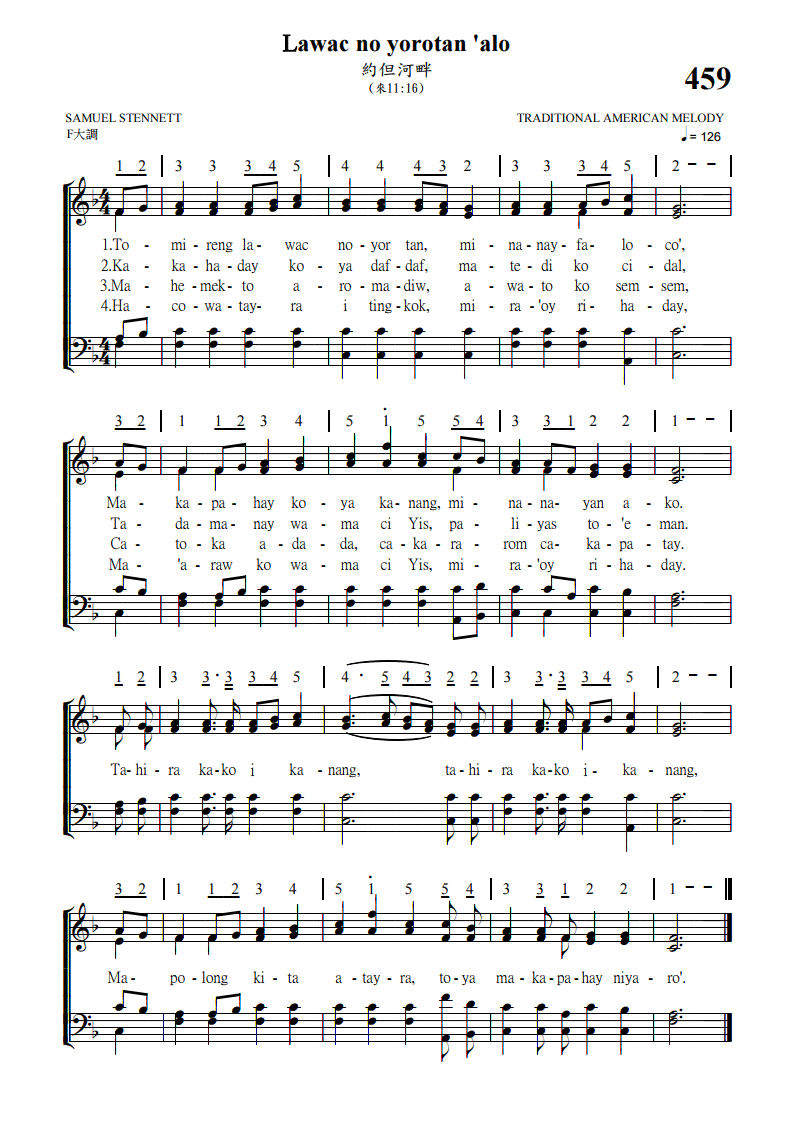 Lawac no yorotan 'alo
約但河畔
(來11:16)
459
SAMUEL STENNETT
TRADITIONAL AMERICAN MELODY
F大調
♩= 126
1 2 | 3 3 3 4 5 | 4 4 4 3 2 | 3 3 3 4 5 | 2 – – |
1.To - mi - reng la - wac no - yor tan, mi - na - nay - fa - lo - co',
2.Ka - ka - ha - day ko - ya daf - daf, ma - te - di ko ci - dal,
3.Ma - he - mek - to a - ro - ma - diw, a - wa - to ko sem - sem,
4.Ha - co - wa - tay - ra i ting - kok, mi - ra - 'oy ri - ha - day,
3 2 | 1 1 2 3 4 | 5 i 5 5 4 | 3 3 1 2 2 | 1 – – |
Ma - ka - pa - hay ko - ya ka - nang, mi - na - na - yan a - ko.
Ta - da - ma - nay wa - ma ci Yis, pa - li - yas to - 'e - man.
Ca - to - ka a - da - da, ca - ka - ra - rom ca - ka - pa - tay.
Ma - 'a - raw ko wa - ma ci Yis, mi - ra - 'oy ri - ha - day.
1 2 | 3 3 · 3 3 4 5 | 4 · 5 4 3 2 2 | 3 3 · 3 3 4 5 | 2 – – |
Ta - hi - ra ka - ko i ka - nang, ta - hi - ra ka - ko i - ka - nang,
3 2 | 1 1 2 3 4 | 5 i 5 5 4 | 3 3 1 2 2 | 1 – –
Ma - po - long ki - ta a - tay - ra, to - ya ma - ka - pa - hay niya - ro'.